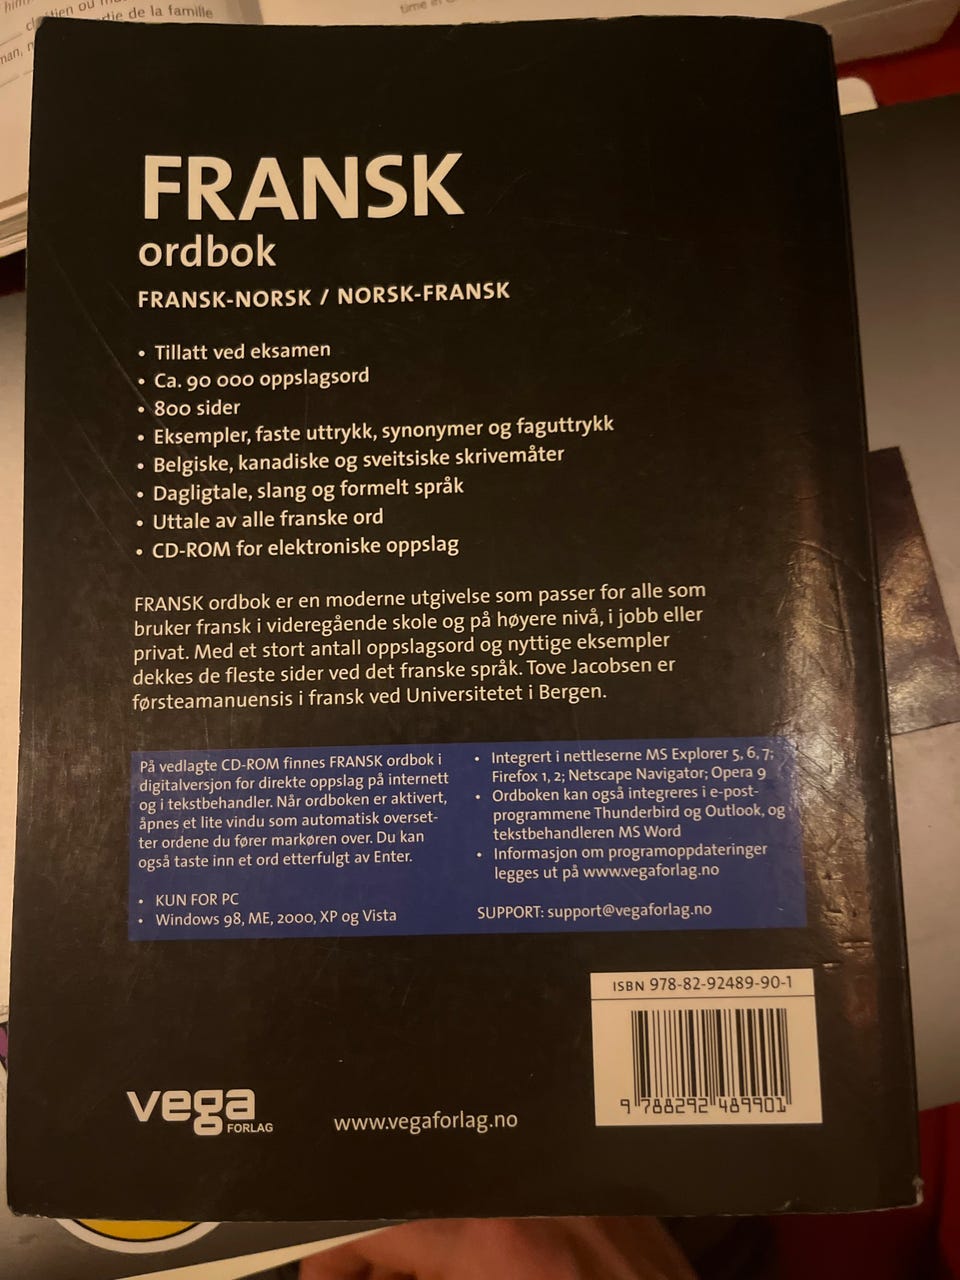 rtie de la famille
time in
man,
FRANSK
ordbok
FRANSK-NORSK / NORSK-FRANSK
• Tillatt ved eksamen
• Ca. 90 000 oppslagsord
• 800 sider
• Eksempler, faste uttrykk, synonymer og faguttrykk
• Belgiske, kanadiske og sveitsiske skrivemåter
• Dagligtale, slang og formelt språk
• Uttale av alle franske ord
• CD-ROM for elektroniske oppslag
FRANSK ordbok er en moderne utgivelse som passer for alle som
bruker fransk i videregående skole og på høyere nivå, i jobb eller
privat. Med et stort antall oppslagsord og nyttige eksempler
dekkes de fleste sider ved det franske språk. Tove Jacobsen er
førsteamanuensis i fransk ved Universitetet i Bergen.
På vedlagte CD-ROM finnes FRANSK ordbok i
digitalversjon for direkte oppslag på internett
og i tekstbehandler. Når ordboken er aktivert,
åpnes et lite vindu som automatisk overset-
ter ordene du fører markøren over. Du kan
også taste inn et ord etterfulgt av Enter.
• KUN FOR PC
• Windows 98, ME, 2000, XP og Vista
• Integrert i nettleserne MS Explorer 5, 6, 7;
Firefox 1, 2; Netscape Navigator; Opera 9
• Ordboken kan også integreres i e-post-
programmene Thunderbird og Outlook, og
tekstbehandleren MS Word
• Informasjon om programoppdateringer
legges ut på www.vegaforlag.no
SUPPORT: support@vegaforlag.no
ISBN 978-82-92489-90-1
9 788292 489901
vega
FORLAG
www.vegaforlag.no